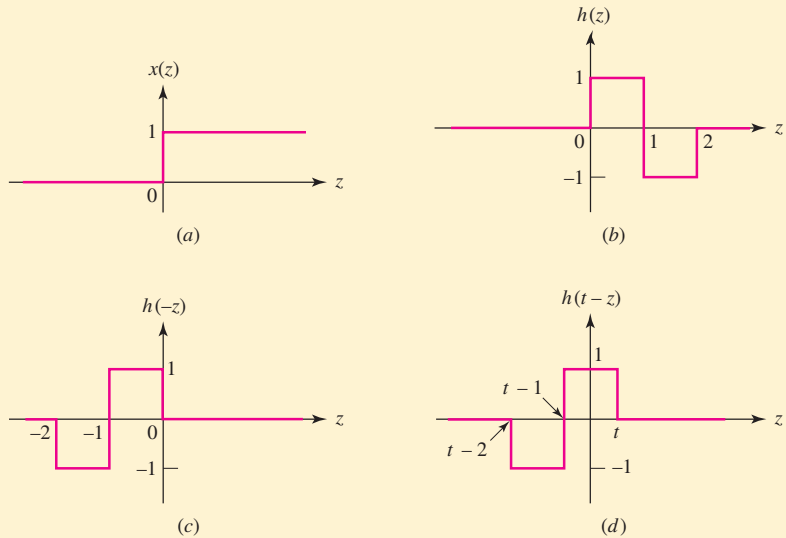 x(z)
1
0
z
(a)
h(z)
1
0
1
2
z
–1
(b)
h(–z)
1
–2
–1
0
z
–1
(c)
h(t – z)
1
t – 1
t
z
t – 2
–1
(d)